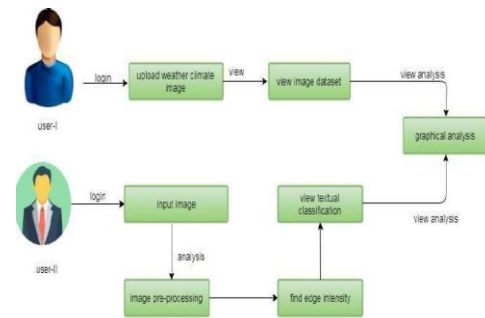 login
upload weather climate
image
view
view image dataset
view analysis
user-I
graphical analysis
login
input image
view textual
classification
view analysis
analysis
user-II
image pre-processing
find edge intensity